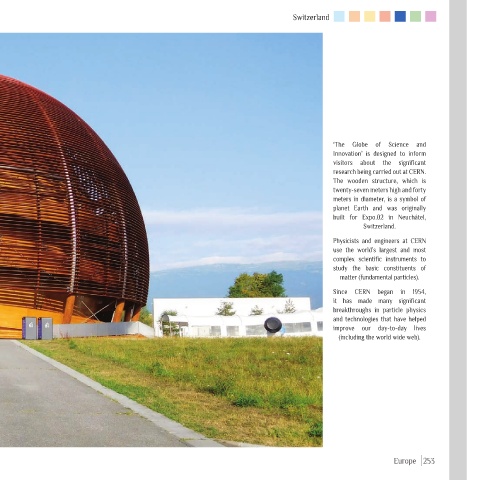 Switzerland
'The Globe of Science and
Innovation' is designed to inform
visitors about the significant
research being carried out at CERN.
The wooden structure, which is
twenty-seven meters high and forty
meters in diameter, is a symbol of
planet Earth and was originally
built for Expo.02 in Neuchâtel,
Switzerland.
Physicists and engineers at CERN
use the world's largest and most
complex scientific instruments to
study the basic constituents of
matter (fundamental particles).
Since CERN began in 1954,
it has made many significant
breakthroughs in particle physics
and technologies that have helped
improve our day-to-day lives
(including the world wide web).
Europe 253